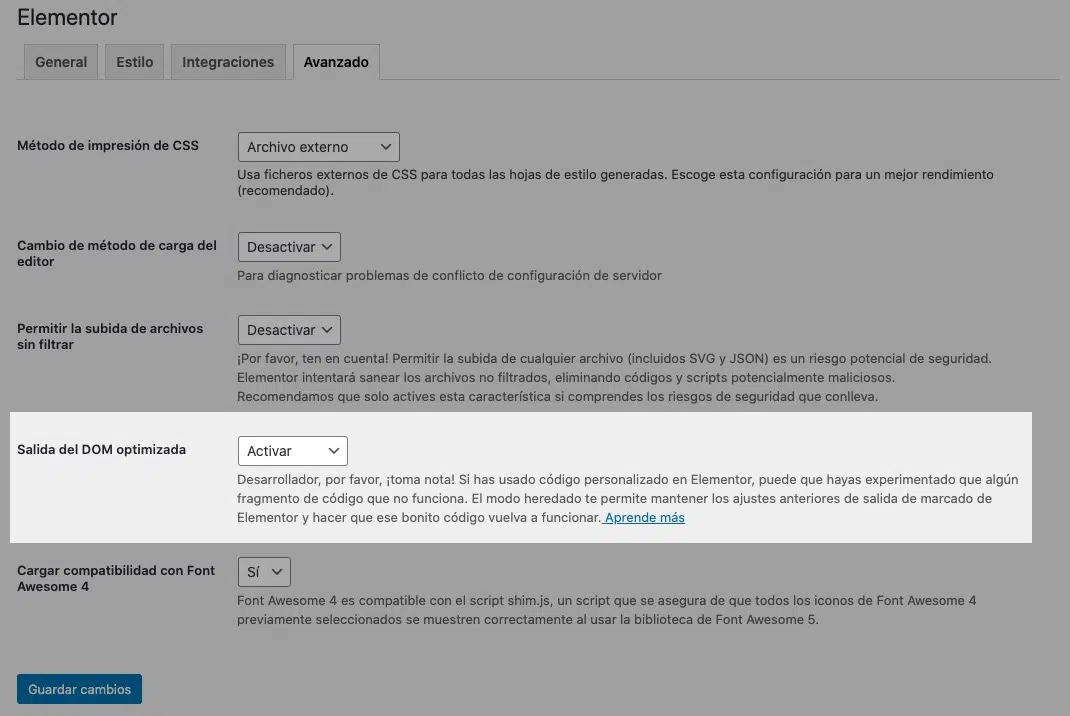 Elementor
General
Estilo
Integraciones
Avanzado
Método de impresión de CSS
Archivo externo
Usa ficheros externos de CSS para todas las hojas de estilo generadas. Escoge esta configuración para un mejor rendimiento
(recomendado).
Cambio de método de carga del
editor
Desactivar
Para diagnosticar problemas de conflicto de configuración de servidor
Permitir la subida de archivos
sin filtrar
Desactivar
¡Por favor, ten en cuenta! Permitir la subida de cualquier archivo (incluidos SVG y JSON) es un riesgo potencial de seguridad.
Elementor intentará sanear los archivos no filtrados, eliminando códigos y scripts potencialmente maliciosos.
Recomendamos que solo actives esta característica si comprendes los riesgos de seguridad que conlleva.
Salida del DOM optimizada
Activar
Desarrollador, por favor, ¡toma nota! Si has usado código personalizado en Elementor, puede que hayas experimentado que algún
fragmento de código que no funciona. El modo heredado te permite mantener los ajustes anteriores de salida de marcado de
Elementor y hacer que ese bonito código vuelva a funcionar. Aprende más
Cargar compatibilidad con Font
Awesome 4
Sí
Font Awesome 4 es compatible con el script shim.js, un script que se asegura de que todos los iconos de Font Awesome 4
previamente seleccionados se muestren correctamente al usar la biblioteca de Font Awesome 5.
Guardar cambios